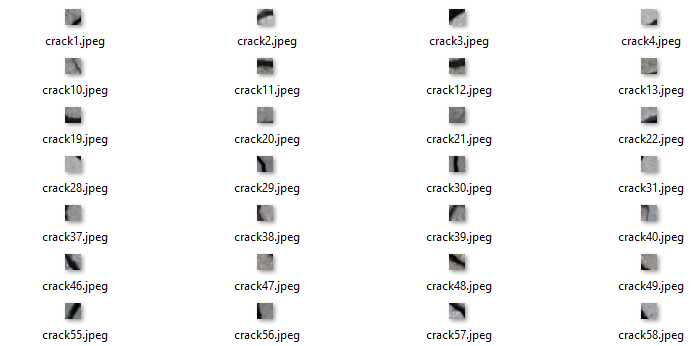 crack1.jpeg crack2.jpeg crack3.jpeg crack4.jpeg
crack10.jpeg crack11.jpeg crack12.jpeg crack13.jpeg
crack19.jpeg crack20.jpeg crack21.jpeg crack22.jpeg
crack28.jpeg crack29.jpeg crack30.jpeg crack31.jpeg
crack37.jpeg crack38.jpeg crack39.jpeg crack40.jpeg
crack46.jpeg crack47.jpeg crack48.jpeg crack49.jpeg
crack55.jpeg crack56.jpeg crack57.jpeg crack58.jpeg